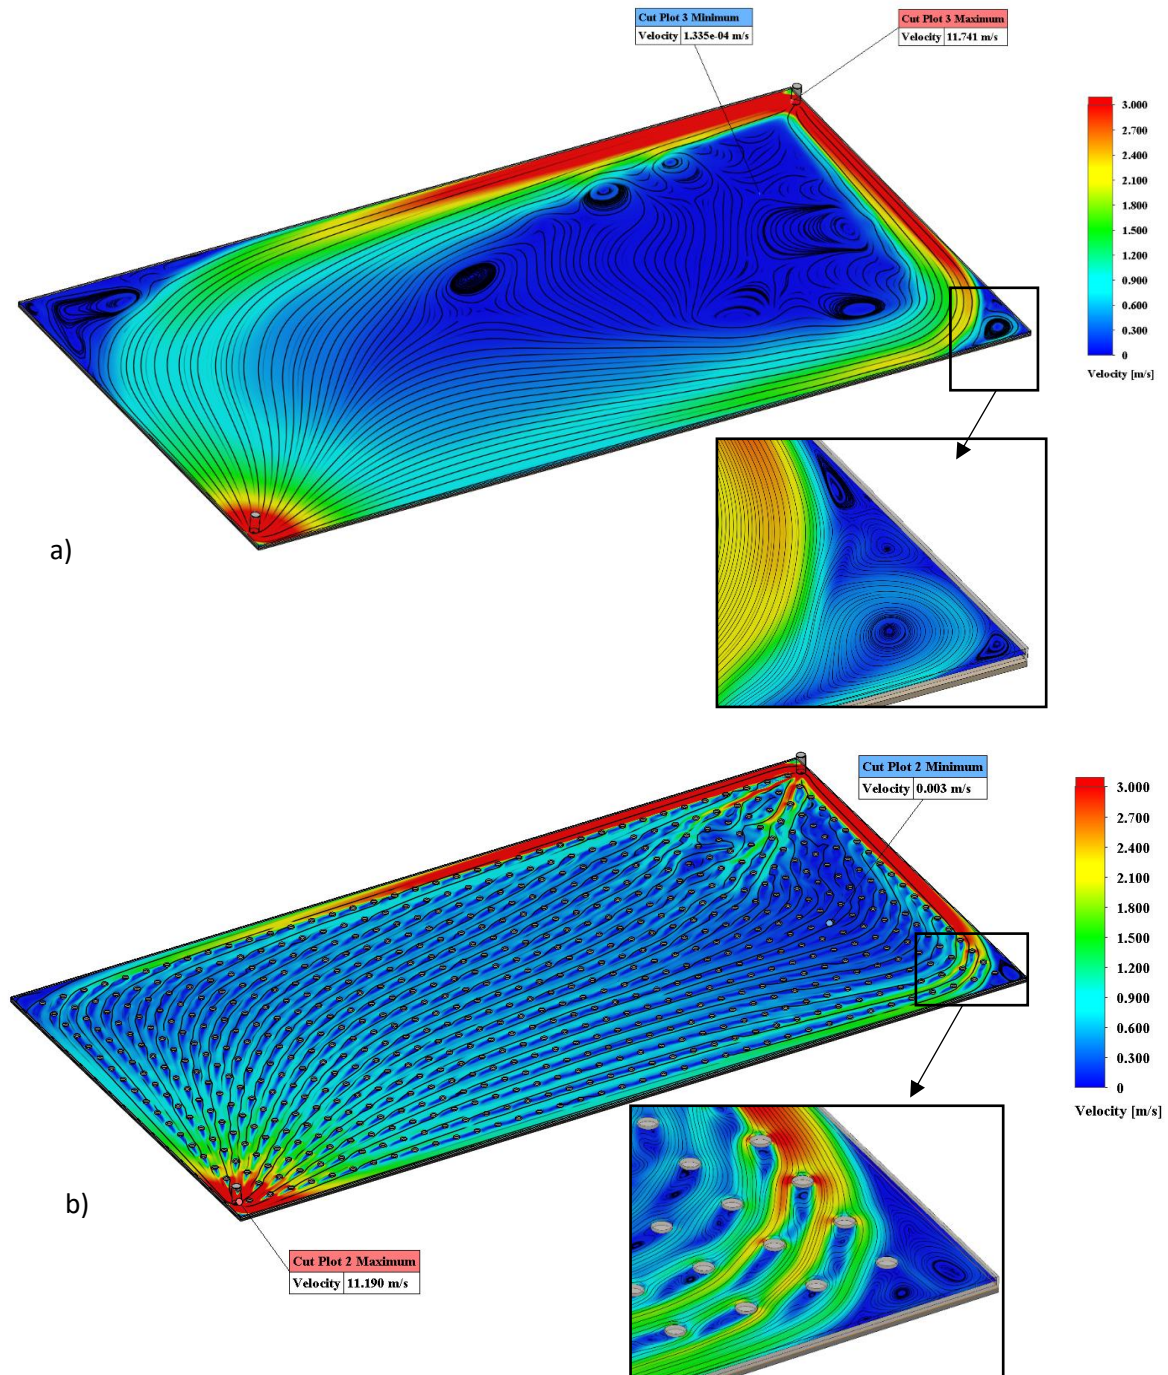 Cut Plot 3 Minimum
Velocity 1.335e-04 m/s
Cut Plot 3 Maximum
Velocity 11.741 m/s
3.000
2.700
2.400
2.100
1.800
1.500
1.200
0.900
0.600
0.300
0
Velocity [m/s]
a)
Cut Plot 2 Minimum
Velocity 0.003 m/s
3.000
2.700
2.400
2.100
1.800
1.500
1.200
0.900
0.600
0.300
0
Velocity [m/s]
b)
Cut Plot 2 Maximum
Velocity 11.190 m/s